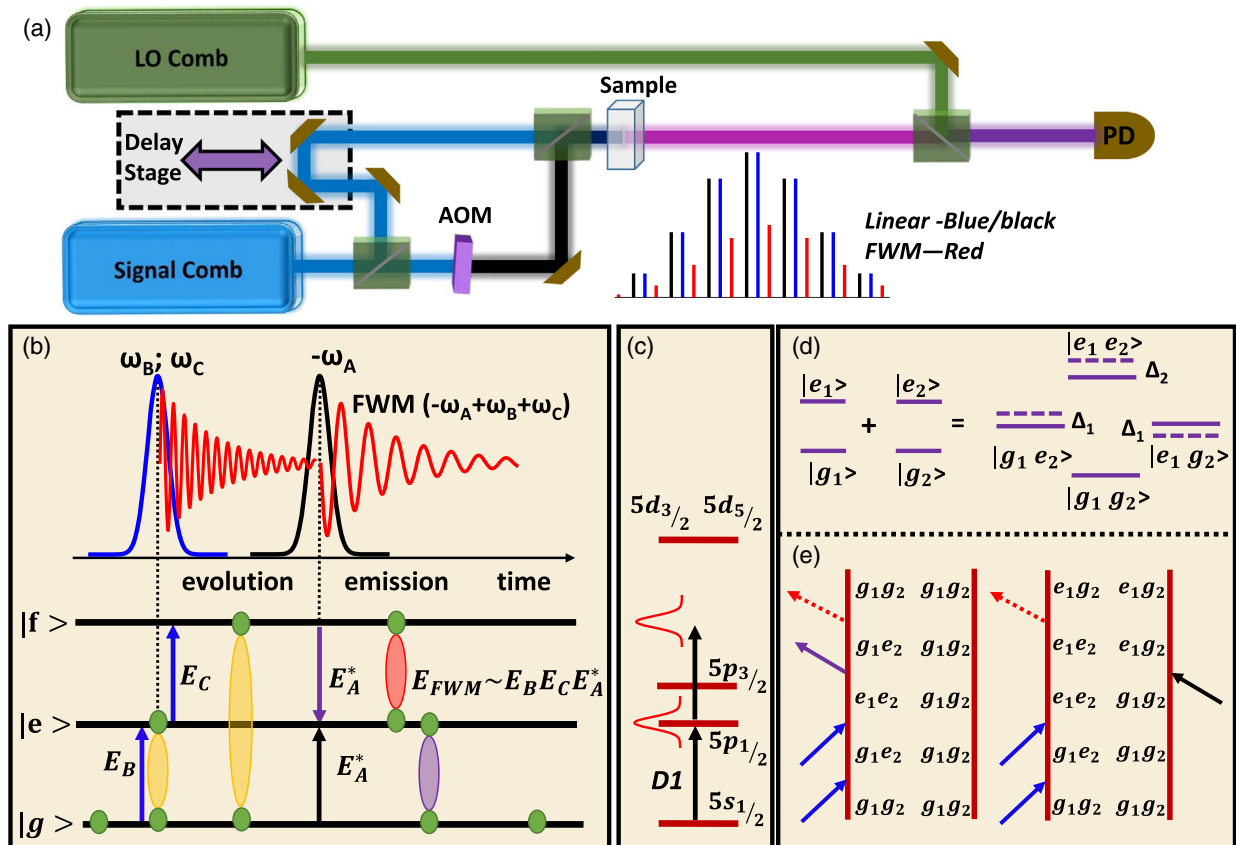 (a)
LO Comb
Sample
Delay
Stage
PD
AOM
Signal Comb
Linear -Blue/black
FWM—Red
(b)
ω_B; ω_C
-ω_A
FWM (-ω_A+ω_B+ω_C)
evolution emission time
|f >
E_C
E_A^*
E_FWM~E_B E_C E_A^*
|e >
E_B
E_A^*
|g >
(c)
5d_3/2 5d_5/2
5p_3/2
5p_1/2
D1
5s_1/2
(d)
|e_1> |e_2>
+ =
|g_1> |g_2>
|e_1 e_2>
Δ_2
Δ_1 Δ_1
|g_1 e_2> |e_1 g_2>
|g_1 g_2>
(e)
g_1g_2 g_1g_2 e_1g_2 e_1g_2
g_1e_2 g_1g_2 e_1e_2 e_1g_2
e_1e_2 g_1g_2 e_1e_2 g_1g_2
g_1e_2 g_1g_2 g_1e_2 g_1g_2
g_1g_2 g_1g_2 g_1g_2 g_1g_2